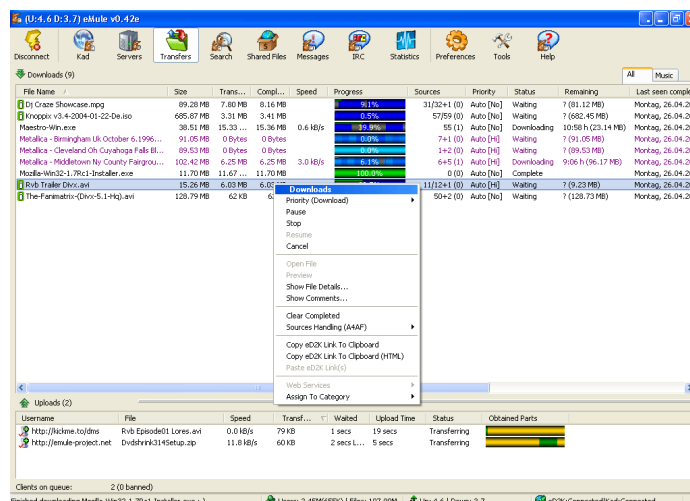 (U:4.6 D:3.7) eMule v0.42e
Disconnect Kad Servers Transfers Search Shared Files Messages IRC Statistics Preferences Tools Help
Downloads (9) All Music
File Name Size Trans... Compl... Speed Progress Sources Priority Status Remaining Last seen comple
Dj Craze Showcase.mpg 89.28 MB 7.80 MB 8.16 MB 9.1% 31/32+1 (0) Auto [No] Waiting ? (81.12 MB) Montag, 26.04.20
Knoppix v3.4-2004-01-22-De.iso 685.87 MB 3.31 MB 3.41 MB 0.5% 57/59 (0) Auto [No] Waiting ? (682.45 MB) Montag, 26.04.20
Maestro-Win.exe 38.51 MB 15.33 ... 15.36 MB 0.6 kB/s 39.9% 55 (1) Auto [No] Downloading 10:58 h (23.14 MB) Montag, 26.04.20
Metallica - Birmingham Uk October 6.1996... 91.05 MB 0 Bytes 0 Bytes 0.0% 7+1 (0) Auto [Hi] Waiting ? (91.05 MB) Montag, 26.04.20
Metallica - Cleveland Oh Cuyahoga Falls Bl... 89.53 MB 0 Bytes 0 Bytes 0.0% 1+2 (0) Auto [Hi] Waiting ? (89.53 MB) Montag, 26.04.20
Metallica - Middletown Ny County Fairgrou... 102.42 MB 6.25 MB 6.25 MB 3.0 kB/s 6.1% 6+5 (1) Auto [Hi] Downloading 9:06 h (96.17 MB) Montag, 26.04.20
Mozilla-Win32-1.7Rc1-Installer.exe 11.70 MB 11.67 ... 11.70 MB 100.0% 0 (0) Auto [No] Complete Montag, 26.04.20
Rvb Trailer Divx.avi 15.26 MB 6.03 MB 11/12+1 (0) Auto [No] Waiting ? (9.23 MB) Montag, 26.04.20
The-Fanimatrix-(Divx-5.1-Hq).avi 128.79 MB 62 KB 50+2 (0) Auto [No] Waiting ? (128.73 MB) Montag, 26.04.20
Downloads
Priority (Download)
Pause
Stop
Resume
Cancel
Open File
Preview
Show File Details...
Show Comments...
Clear Completed
Sources Handling (A4AF)
Copy eD2K Link To Clipboard
Copy eD2K Link To Clipboard (HTML)
Paste eD2K Link(s)
Web Services
Assign To Category
Uploads (2)
Username File Speed Transf... Waited Upload Time Status Obtained Parts
http://kickme.to/dms Rvb Episode01 Lores.avi 0.0 kB/s 79 KB 1 secs 19 secs Transferring
http://emule-project.net Dvdshrink314Setup.zip 11.8 kB/s 60 KB 2 secs L... 5 secs Transferring
Clients on queue: 2 (0 banned)